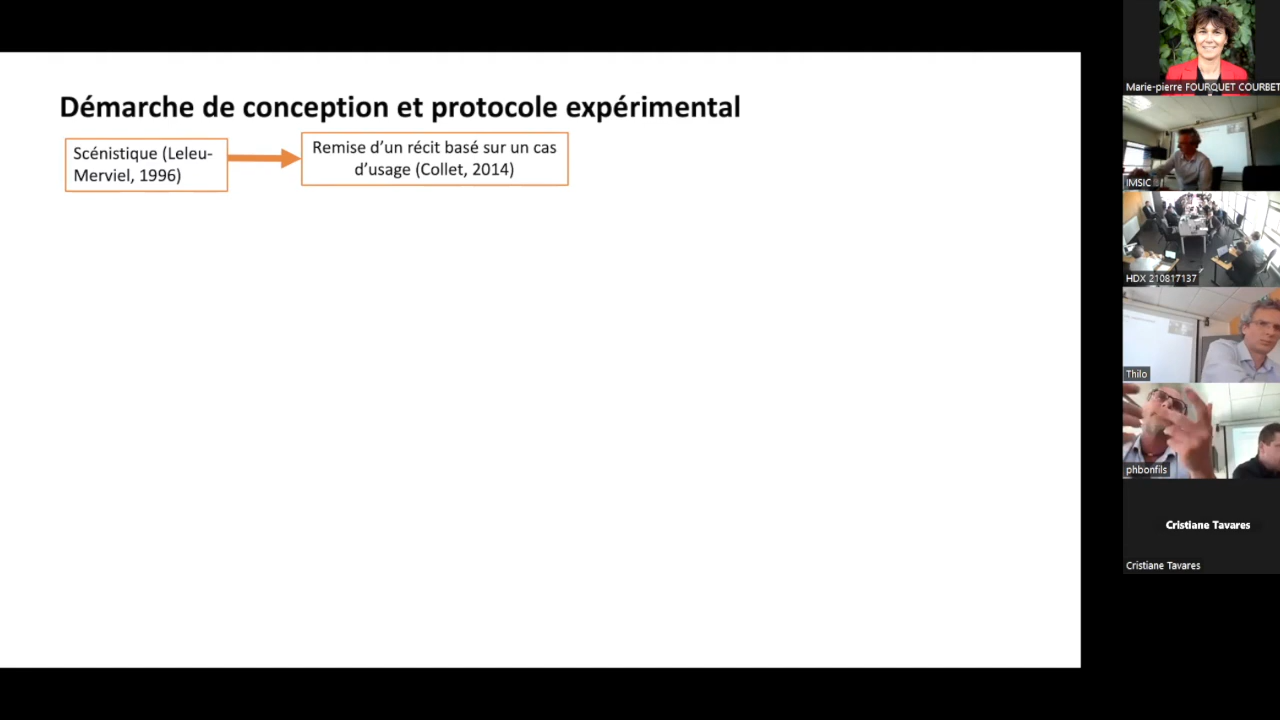 Démarche de conception et protocole expérimental
Scénistique (Leleu-
Merviel, 1996)
Remise d’un récit basé sur un cas
d’usage (Collet, 2014)
Marie-pierre FOURQUET COURBET
IMSIC
HDX 210817137
Thilo
phbonfils
Cristiane Tavares
Cristiane Tavares